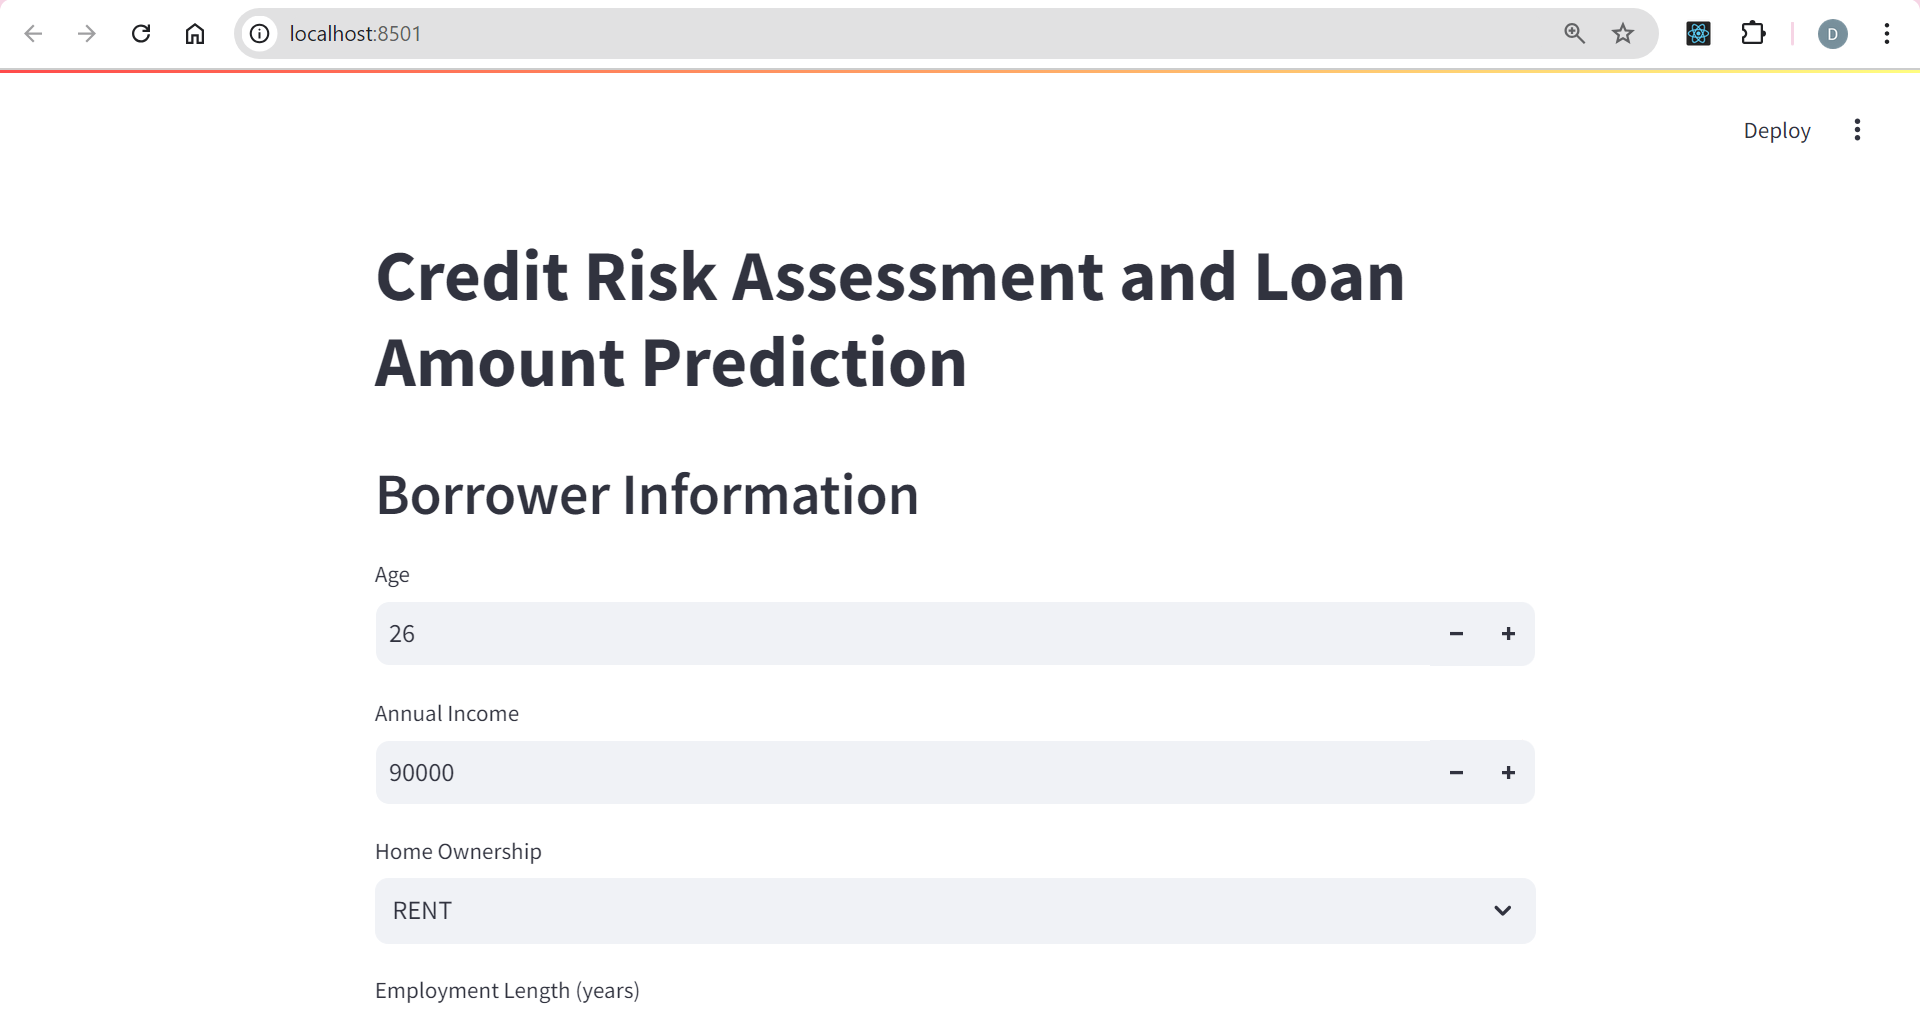 localhost:8501
D
Deploy
Credit Risk Assessment and Loan
Amount Prediction
Borrower Information
Age
26
Annual Income
90000
Home Ownership
RENT
Employment Length (years)